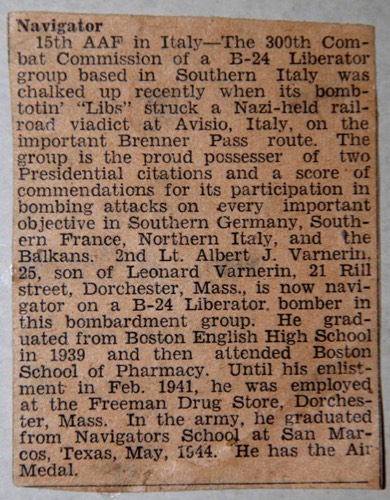 Navigator
15th AAF in Italy—The 300th Com-
bat Commission of a B-24 Liberator
group based in Southern Italy was
chalked up recently when its bomb-
totin' "Libs" struck a Nazi-held rail-
road viadict at Avisio, Italy, on the
important Brenner Pass route. The
group is the proud possesser of two
Presidential citations and a score of
commendations for its participation in
bombing attacks on every important
objective in Southern Germany, South-
ern France, Northern Italy, and the
Balkans. 2nd Lt. Albert J. Varnerin,
25, son of Leonard Varnerin, 21 Rill
street, Dorchester, Mass., is now navi-
gator on a B-24 Liberator bomber in
this bombardment group. He grad-
uated from Boston English High School
in 1939 and then attended Boston
School of Pharmacy. Until his enlist-
ment in Feb. 1941, he was employed
at the Freeman Drug Store, Dorches-
ter, Mass. In the army, he graduated
from Navigators School at San Mar-
cos, Texas, May, 1944. He has the Air
Medal.